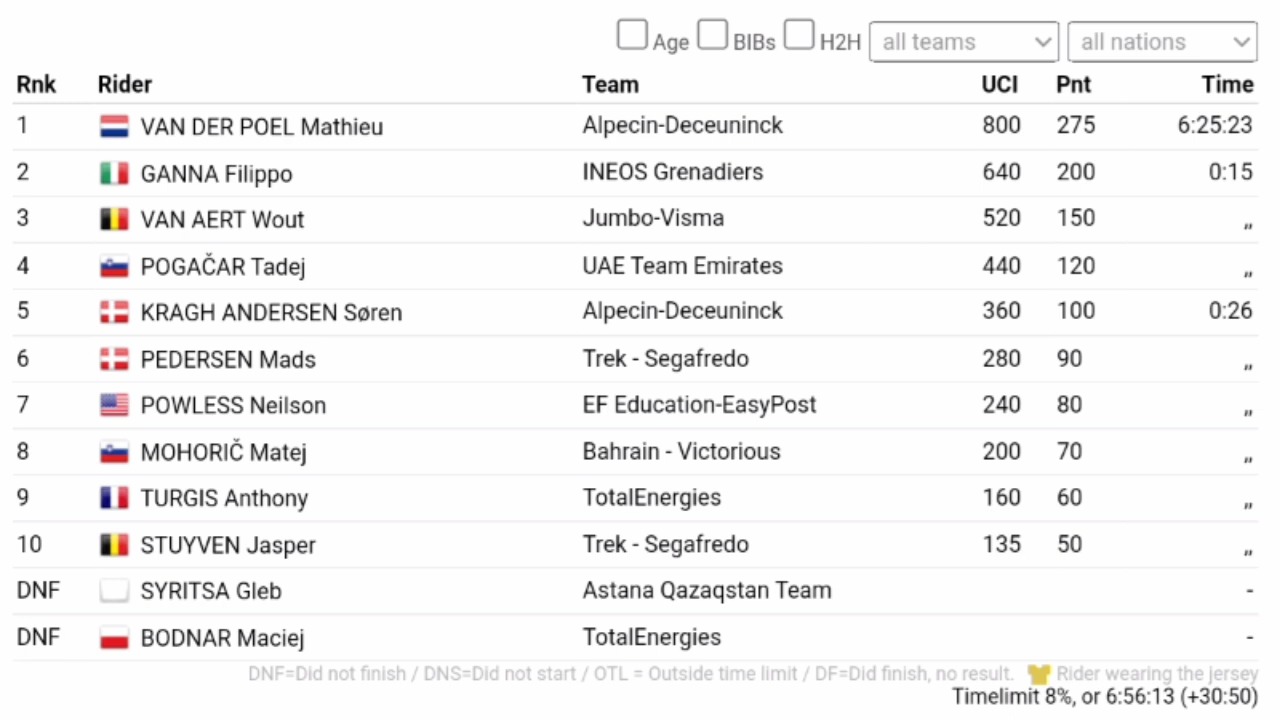 Age BIBs H2H all teams all nations
Rnk Rider Team UCI Pnt Time
1 VAN DER POEL Mathieu Alpecin-Deceuninck 800 275 6:25:23
2 GANNA Filippo INEOS Grenadiers 640 200 0:15
3 VAN AERT Wout Jumbo-Visma 520 150 „
4 POGAČAR Tadej UAE Team Emirates 440 120 „
5 KRAGH ANDERSEN Søren Alpecin-Deceuninck 360 100 0:26
6 PEDERSEN Mads Trek - Segafredo 280 90 „
7 POWLESS Neilson EF Education-EasyPost 240 80 „
8 MOHORIČ Matej Bahrain - Victorious 200 70 „
9 TURGIS Anthony TotalEnergies 160 60 „
10 STUYVEN Jasper Trek - Segafredo 135 50 „
DNF SYRITSA Gleb Astana Qazaqstan Team -
DNF BODNAR Maciej TotalEnergies -
DNF=Did not finish / DNS=Did not start / OTL = Outside time limit / DF=Did finish, no result. Rider wearing the jersey
Timelimit 8%, or 6:56:13 (+30:50)